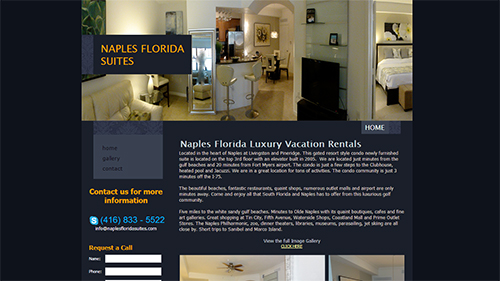 NAPLES FLORIDA
SUITES
HOME
home
gallery
contact
Naples Florida Luxury Vacation Rentals
Located in the heart of Naples at Livingston and Pineridge. This gated resort style condo newly furnished
suite is located on the top 3rd floor with an elevator built in 2005. We are located just minutes from the
gulf beaches and 20 minutes from Fort Myers airport. The condo is just a few steps to the Clubhouse,
heated pool and Jacuzzi. We are in a great location for tons of activities. The condo community is just 3
minutes off the I-75.
The beautiful beaches, fantastic restaurants, quaint shops, numerous outlet malls and airport are only
minutes away. Come and enjoy all that South Florida and Naples has to offer from this luxurious golf
community.
Five miles to the white sandy gulf beaches. Minutes to Olde Naples with its quaint boutiques, cafes and fine
art galleries. Great shopping at Tin City, Fifth Avenue, Waterside Shops, Coastland Mall and Prime Outlet
Stores. The Naples Philharmonic, zoo, dinner theaters, libraries, museums, parasailing, jet skiing are all
close by. Short trips to Sanibel and Marco Island.
View the full Image Gallery
CLICK HERE
Contact us for more
information
(416) 833 - 5522
info@naplesfloridasuites.com
Request a Call
Name:
Phone: